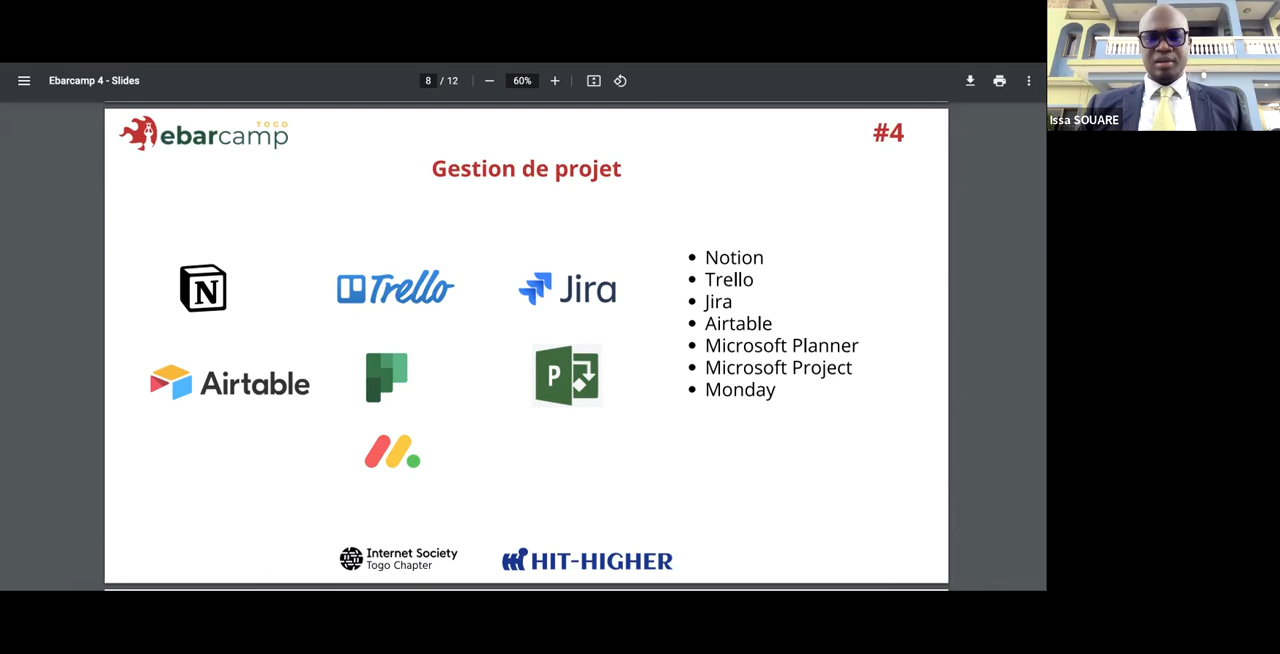 Ebarcamp 4 - Slides
8 / 12
60%
Issa SOUARE
TOGO
ebarcamp
#4
Gestion de projet
N
Trello
Jira
Airtable
P
Notion
Trello
Jira
Airtable
Microsoft Planner
Microsoft Project
Monday
Internet Society
Togo Chapter
HIT-HIGHER